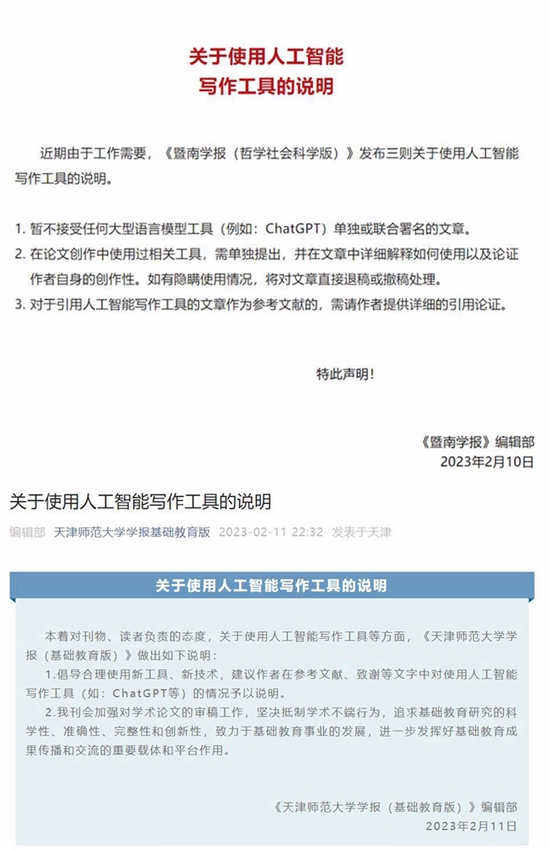 关于使用人工智能
写作工具的说明
近期由于工作需要，《暨南学报（哲学社会科学版）》发布三则关于使用人工智能
写作工具的说明。
1. 暂不接受任何大型语言模型工具（例如：ChatGPT）单独或联合署名的文章。
2. 在论文创作中使用过相关工具，需单独提出，并在文章中详细解释如何使用以及论证
作者自身的创作性。如有隐瞒使用情况，将对文章直接退稿或撤稿处理。
3. 对于引用人工智能写作工具的文章作为参考文献的，需请作者提供详细的引用论证。
特此声明！
《暨南学报》编辑部
2023年2月10日
关于使用人工智能写作工具的说明
编辑部 天津师范大学学报基础教育版 2023-02-11 22:32 发表于天津
关于使用人工智能写作工具的说明
本着对刊物、读者负责的态度，关于使用人工智能写作工具等方面，《天津师范大学学
报（基础教育版）》做出如下说明：
1.倡导合理使用新工具、新技术，建议作者在参考文献、致谢等文字中对使用人工智能
写作工具（如：ChatGPT等）的情况予以说明。
2.我刊会加强对学术论文的审稿工作，坚决抵制学术不端行为，追求基础教育研究的科
学性、准确性、完整性和创新性，致力于基础教育事业的发展，进一步发挥好基础教育成
果传播和交流的重要载体和平台作用。
《天津师范大学学报（基础教育版）》编辑部
2023年2月11日